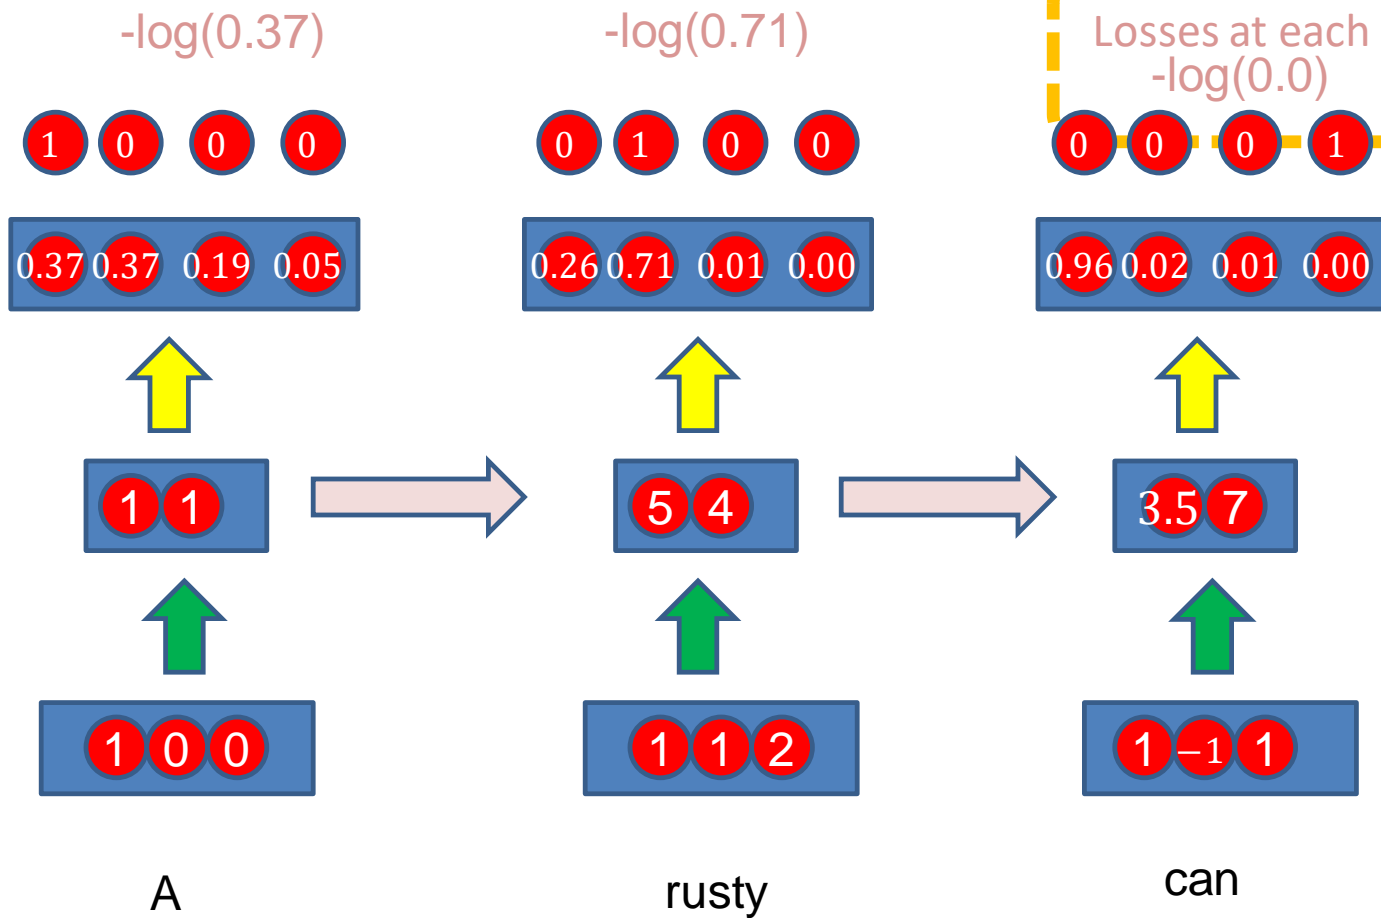 -log(0.37) -log(0.71) Losses at each
-log(0.0)
1 0 0 0 0 1 0 0 0 0 0 1
0.37 0.37 0.19 0.05 0.26 0.71 0.01 0.00 0.96 0.02 0.01 0.00
1 1 5 4 3.5 7
1 0 0 1 1 2 1 −1 1
A rusty can